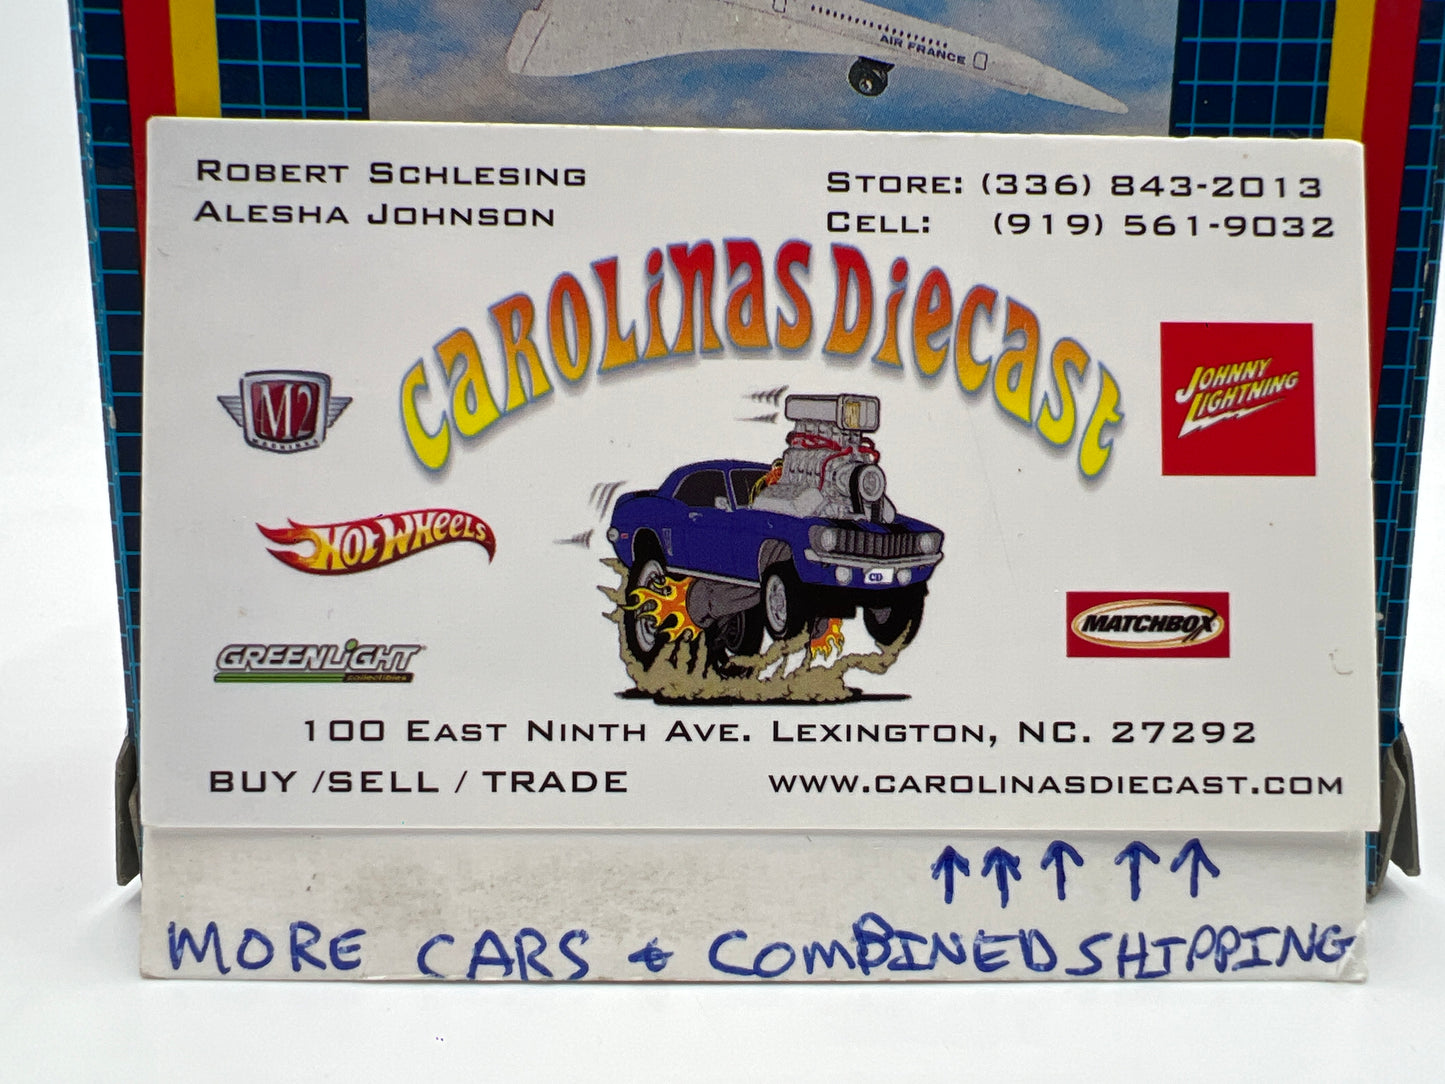 AIR FRANCE
ROBERT SCHLESING
ALESHA JOHNSON
STORE: (336) 843-2013
CELL: (919) 561-9032
CAROLINAS DIECAST
M2
MACHINES
JOHNNY
LIGHTNING
HOT WHEELS
CD
MATCHBOX
GREENLIGHT
collectibles
100 EAST NINTH AVE. LEXINGTON, NC. 27292
BUY /SELL / TRADE
WWW.CAROLINASDIECAST.COM
MORE CARS & COMBINED SHIPPING